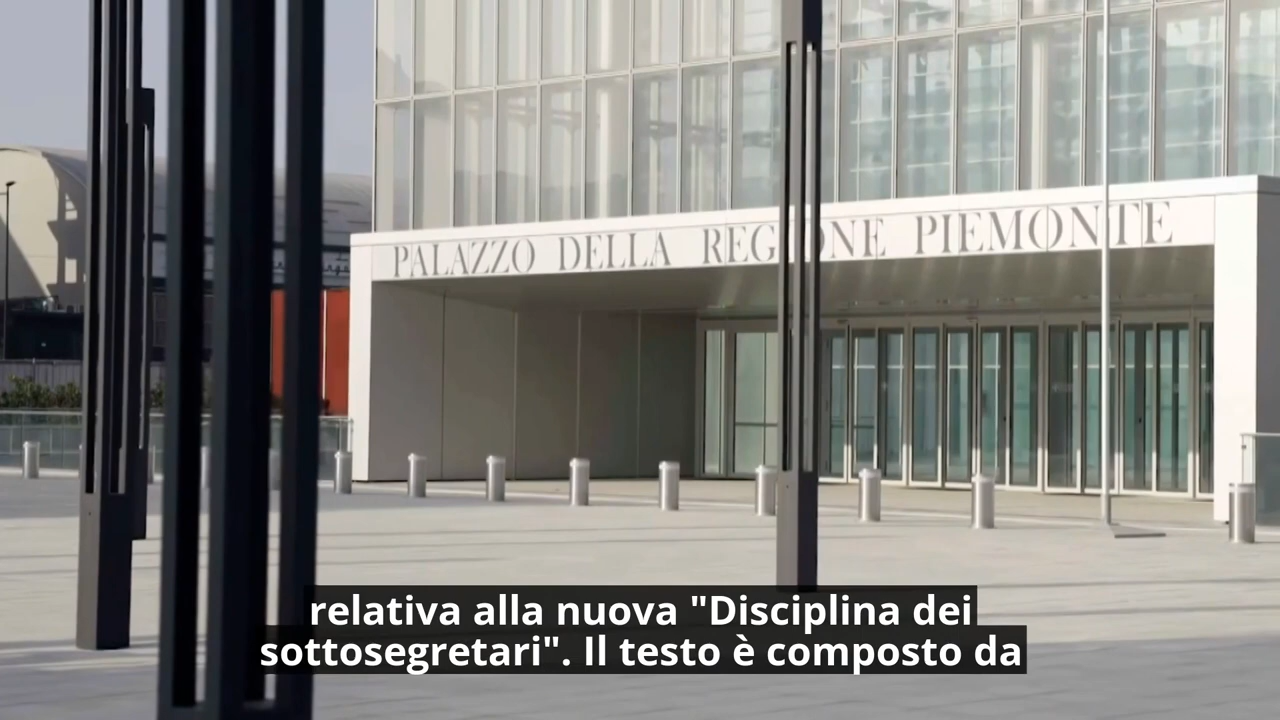 PALAZZO DELLA REGIONE PIEMONTE
relativa alla nuova "Disciplina dei
sottosegretari". Il testo è composto da